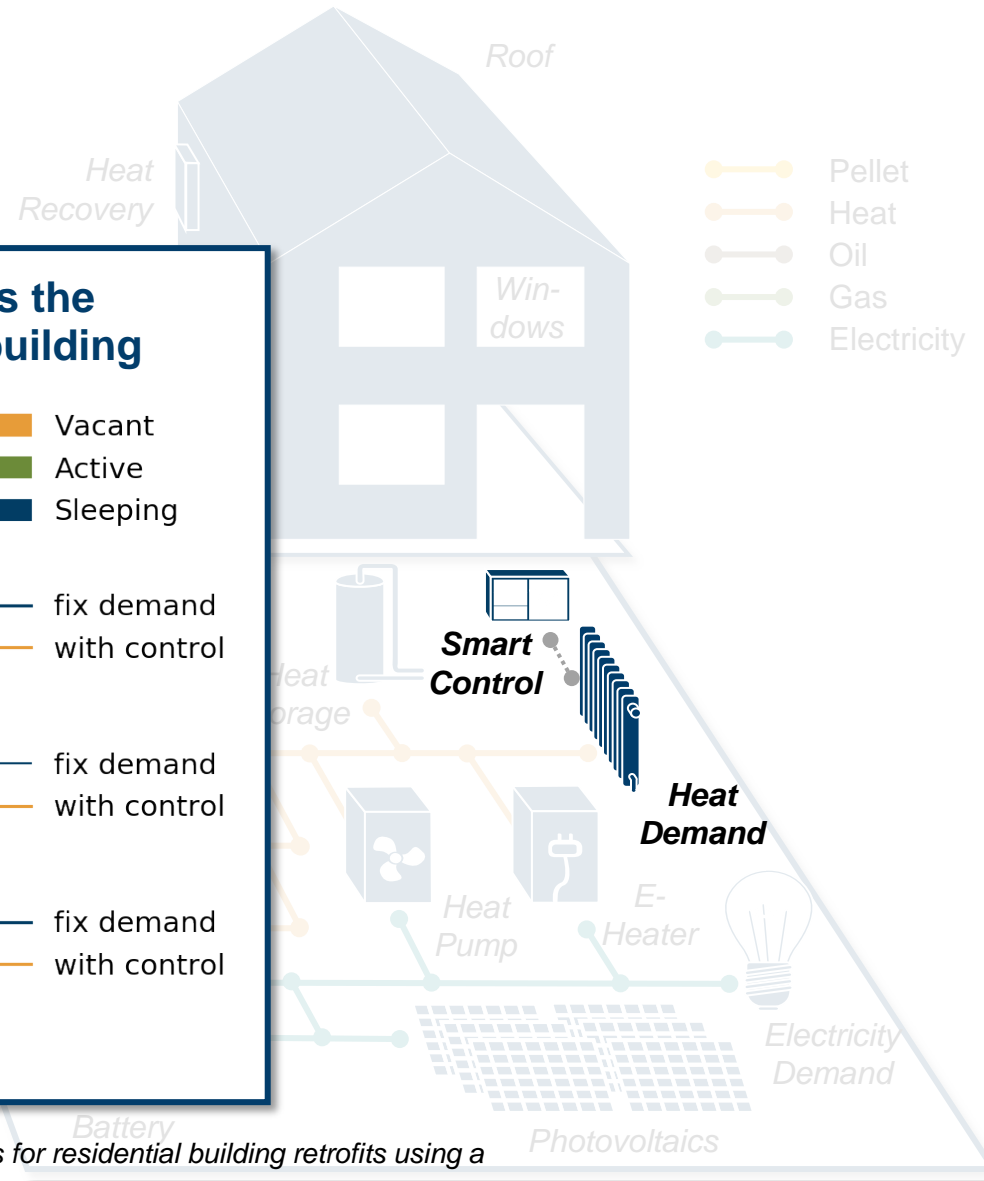 Roof
Heat
Recovery
Pellet
Heat
Oil
Gas
Electricity
Win-
dows
the
building
Vacant
Active
Sleeping
fix demand
with control
fix demand
with control
fix demand
with control
Smart
Control
Heat
Heat
Demand
Heat
Pump
E-
Heater
Electricity
Demand
Battery
Photovoltaics
for residential building retrofits using a